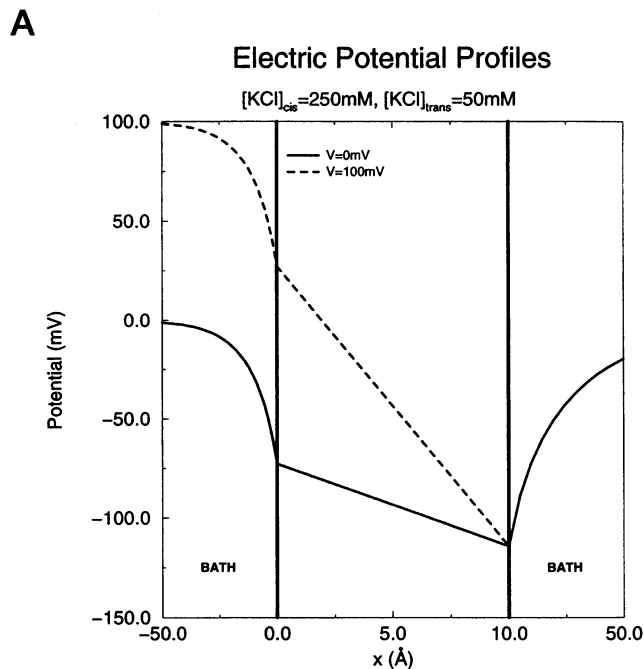 A
Electric Potential Profiles
[KCl]cis=250mM, [KCl]trans=50mM
100.0
50.0
0.0
−50.0
−100.0
−150.0
Potential (mV)
V=0mV
V=100mV
BATH
BATH
−50.0
0.0
5.0
10.0
50.0
x (Å)